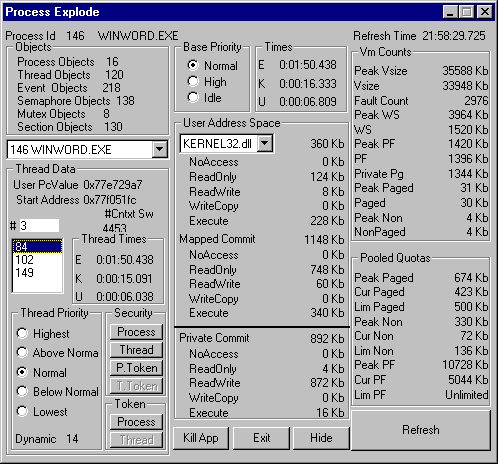 Process Explode
Process Id 146 WINWORD.EXE
Refresh Time 21:58:29.725
Objects
Process Objects 16
Thread Objects 120
Event Objects 218
Semaphore Objects 138
Mutex Objects 8
Section Objects 130
Base Priority
Normal
High
Idle
Times
E 0:01:50.438
K 0:00:16.333
U 0:00:06.809
Vm Counts
Peak Vsize 35588 Kb
Vsize 33948 Kb
Fault Count 2976
Peak WS 3964 Kb
WS 1520 Kb
Peak PF 1420 Kb
PF 1396 Kb
Private Pg 1344 Kb
Peak Paged 31 Kb
Paged 30 Kb
Peak Non 4 Kb
NonPaged 4 Kb
146 WINWORD.EXE
Thread Data
User PcValue 0x77e729a7
Start Address 0x77f051fc
#Cntxt Sw
# 3 4453
84
102
149
Thread Times
E 0:01:50.438
K 0:00:15.091
U 0:00:06.038
User Address Space
KERNEL32.dll 360 Kb
NoAccess 0 Kb
ReadOnly 124 Kb
ReadWrite 8 Kb
WriteCopy 0 Kb
Execute 228 Kb
Mapped Commit 1148 Kb
NoAccess 0 Kb
ReadOnly 748 Kb
ReadWrite 60 Kb
WriteCopy 0 Kb
Execute 340 Kb
Private Commit 892 Kb
NoAccess 0 Kb
ReadOnly 4 Kb
ReadWrite 872 Kb
WriteCopy 0 Kb
Execute 16 Kb
Pooled Quotas
Peak Paged 674 Kb
Cur Paged 423 Kb
Lim Paged 500 Kb
Peak Non 330 Kb
Cur Non 72 Kb
Lim Non 136 Kb
Peak PF 10728 Kb
Cur PF 5044 Kb
Lim PF Unlimited
Thread Priority
Highest
Above Norma
Normal
Below Normal
Lowest
Dynamic 14
Security
Process
Thread
P.Token
T.Token
Token
Process
Thread
Kill App
Exit
Hide
Refresh